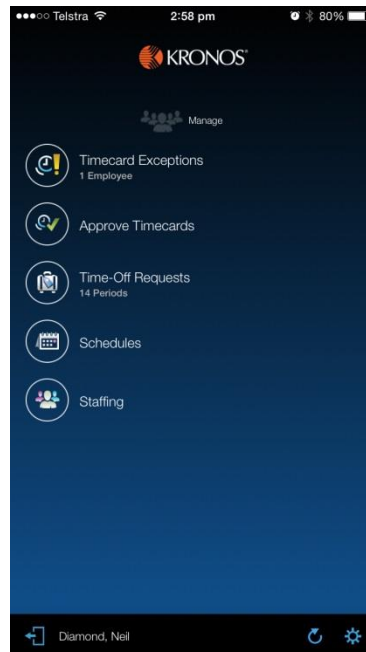 Telstra 2:58 pm 80%
KRONOS
Manage
Timecard Exceptions
1 Employee
Approve Timecards
Time-Off Requests
14 Periods
Schedules
Staffing
Diamond, Neil